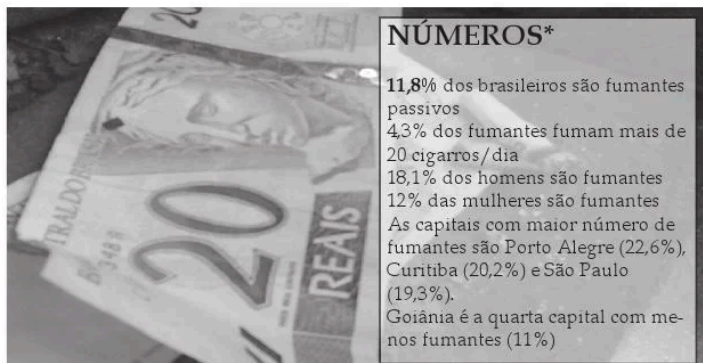 20
TRALDO
348A
20
REAIS
NÚMEROS*
11,8% dos brasileiros são fumantes
passivos
4,3% dos fumantes fumam mais de
20 cigarros/dia
18,1% dos homens são fumantes
12% das mulheres são fumantes
As capitais com maior número de
fumantes são Porto Alegre (22,6%),
Curitiba (20,2%) e São Paulo
(19,3%).
Goiânia é a quarta capital com me-
nos fumantes (11%)